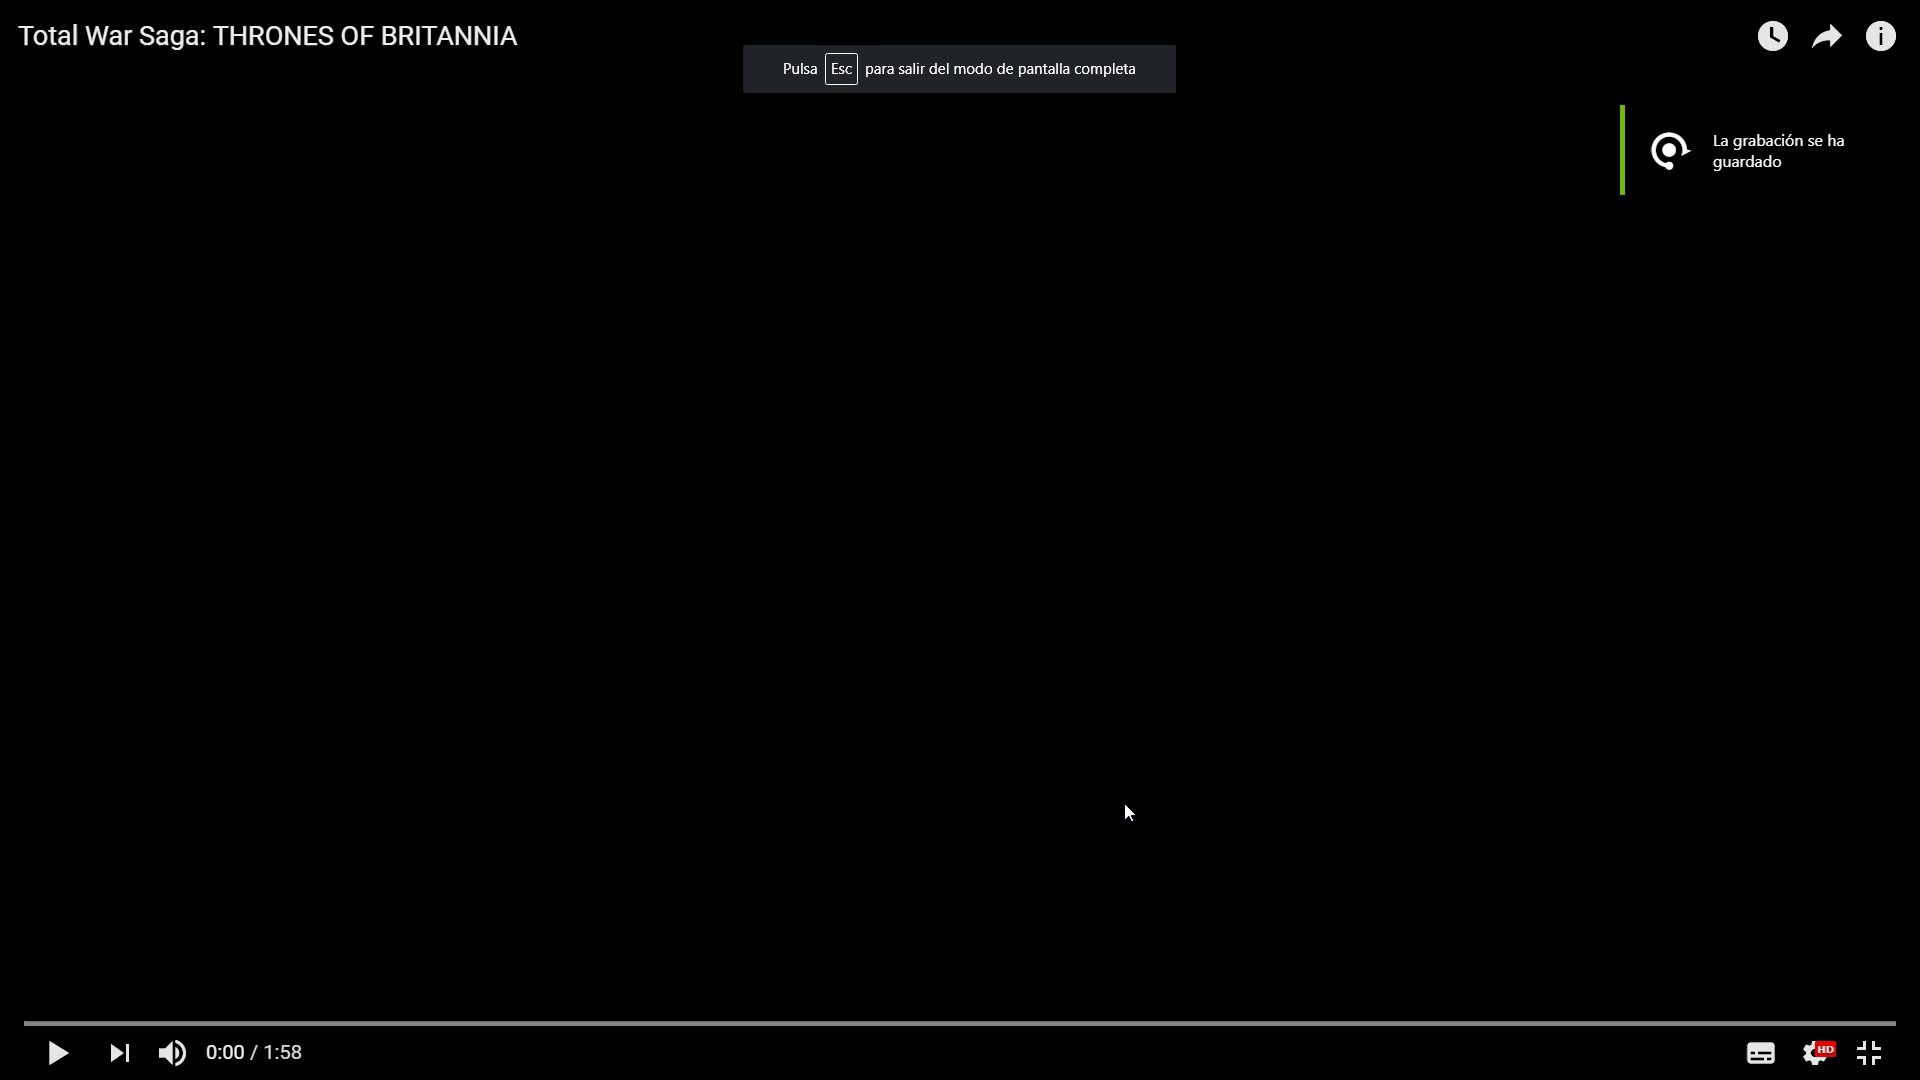 Total War Saga: THRONES OF BRITANNIA
Pulsa Esc para salir del modo de pantalla completa
La grabación se ha
guardado
0:00 / 1:58
HD